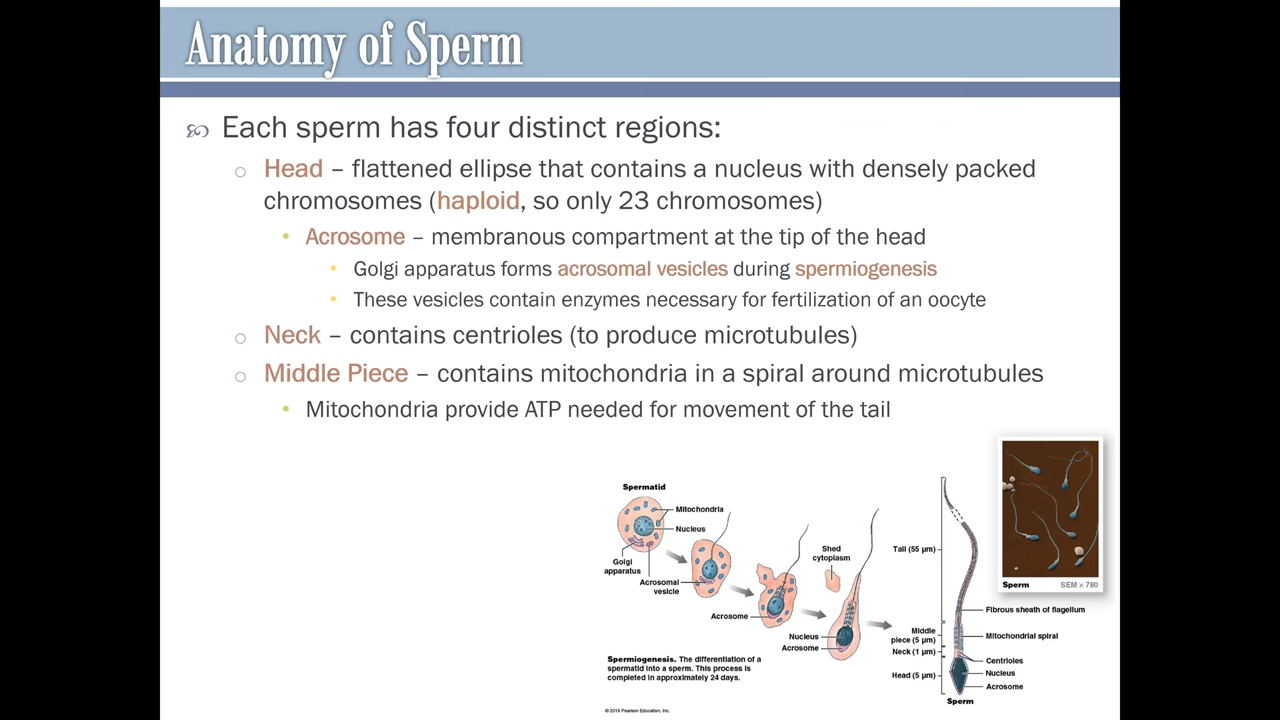 Anatomy of Sperm
Each sperm has four distinct regions:
Head – flattened ellipse that contains a nucleus with densely packed
chromosomes (haploid, so only 23 chromosomes)
Acrosome – membranous compartment at the tip of the head
Golgi apparatus forms acrosomal vesicles during spermiogenesis
These vesicles contain enzymes necessary for fertilization of an oocyte
Neck – contains centrioles (to produce microtubules)
Middle Piece – contains mitochondria in a spiral around microtubules
Mitochondria provide ATP needed for movement of the tail
Spermatid
Mitochondria
Nucleus
Golgi
apparatus
Acrosomal
vesicle
Acrosome
Shed
cytoplasm
Nucleus
Acrosome
Spermiogenesis. The differentiation of a
spermatid into a sperm. This process is
completed in approximately 24 days.
Tail (55 µm)
Middle
piece (5 µm)
Neck (1 µm)
Head (5 µm)
Fibrous sheath of flagellum
Mitochondrial spiral
Centrioles
Nucleus
Acrosome
Sperm
Sperm SEM x 780
© 2016 Pearson Education, Inc.